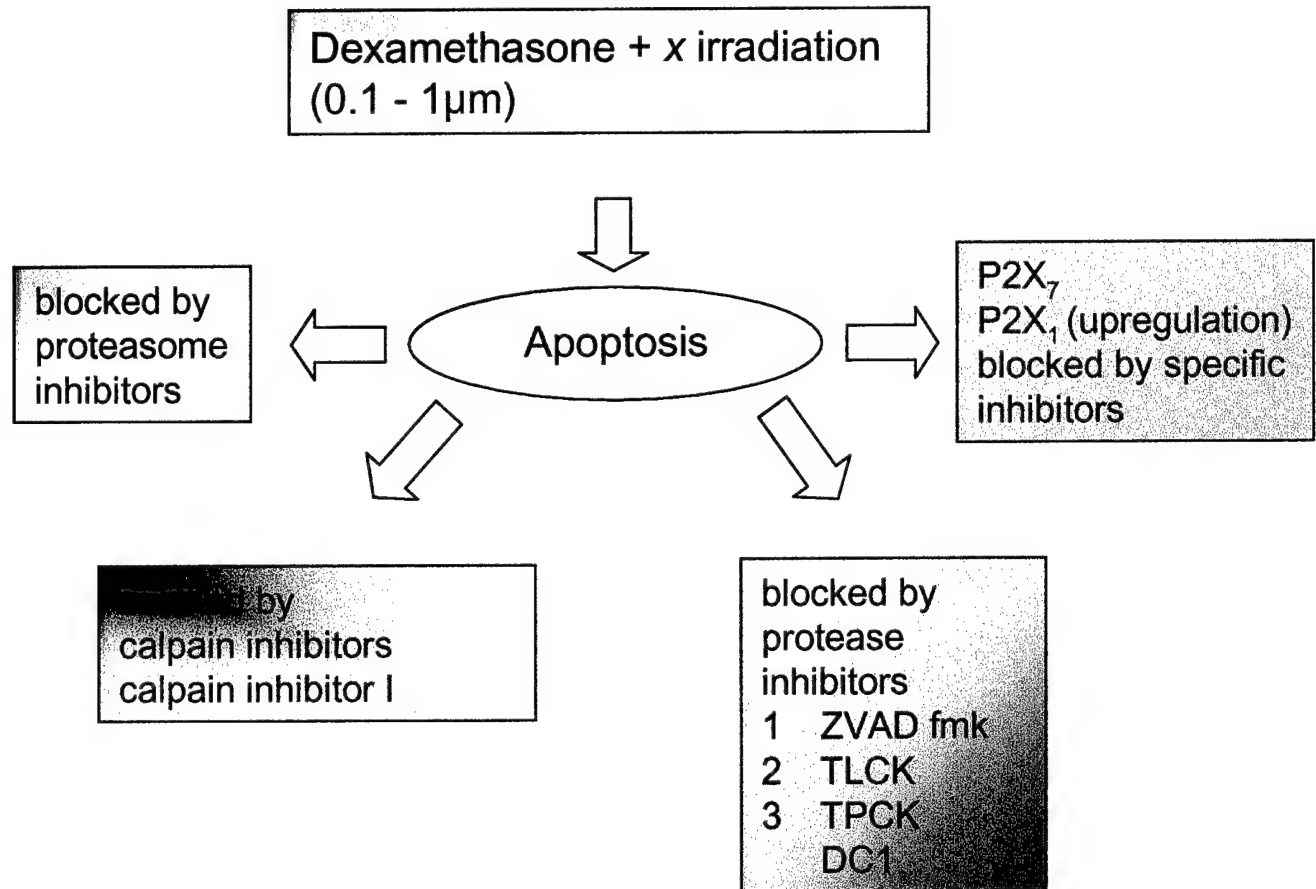 Dexamethasone + x irradiation
(0.1 - 1µm)
Apoptosis
blocked by
proteasome
inhibitors
P2X₇
P2X₁ (upregulation)
blocked by specific
inhibitors
by
calpain inhibitors
calpain inhibitor I
blocked by
protease
inhibitors
1 ZVAD fmk
2 TLCK
3 TPCK
DC1